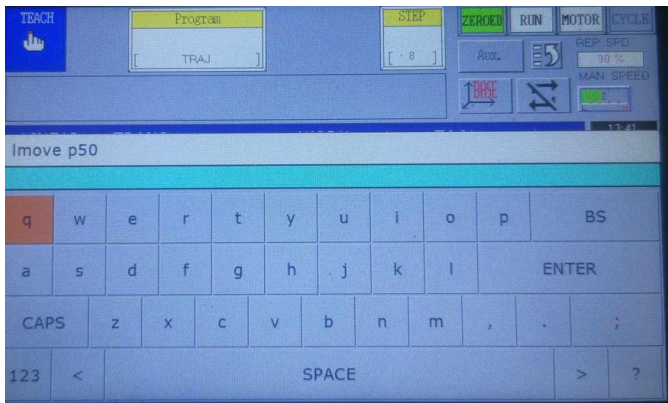 TEACH Program STEP ZEROED RUN MOTOR CYCLE
[ TRAJ ] [ 8 ] Aux. REP SPD
90 %
BASE MAN SPEED
2
13:41
lmove p50
q w e r t y u i o p BS
a s d f g h j k l ENTER
CAPS z x c v b n m , . ;
123 < SPACE > ?